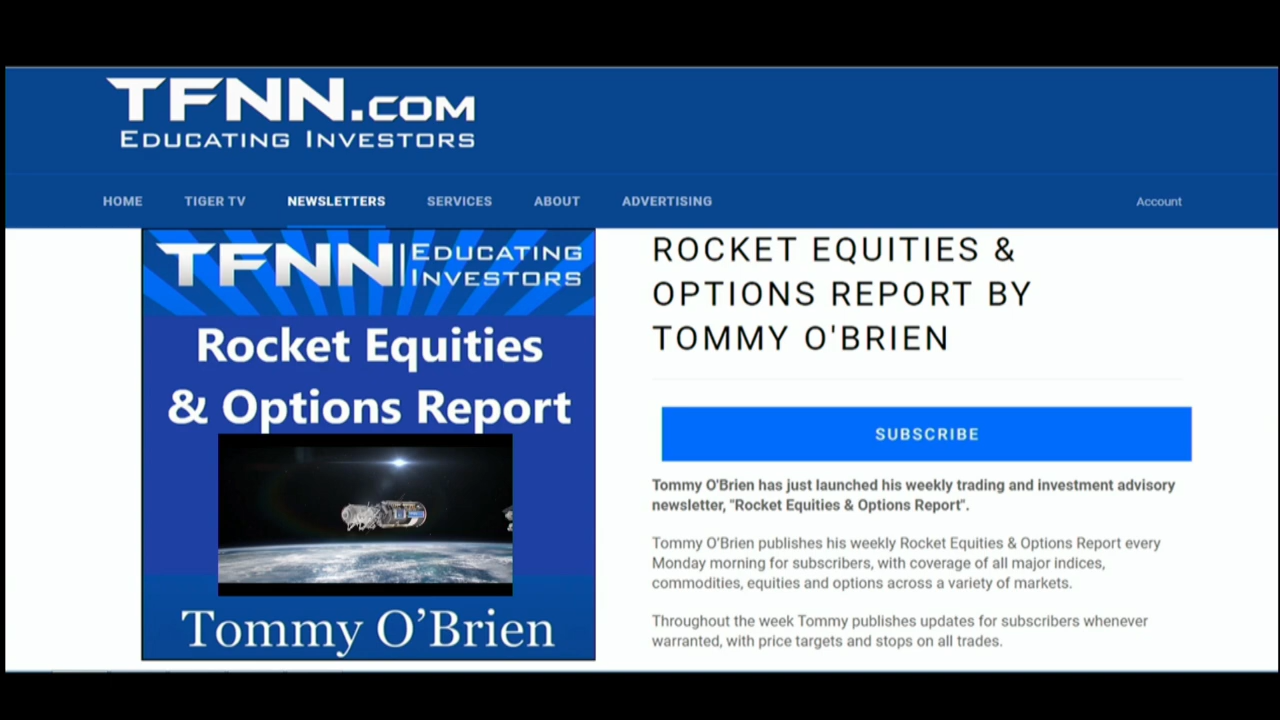 TFNN.COM
EDUCATING INVESTORS
HOME TIGER TV NEWSLETTERS SERVICES ABOUT ADVERTISING Account
TFNN | EDUCATING
INVESTORS
Rocket Equities
& Options Report
Tommy O’Brien
ROCKET EQUITIES &
OPTIONS REPORT BY
TOMMY O'BRIEN
SUBSCRIBE
Tommy O'Brien has just launched his weekly trading and investment advisory
newsletter, "Rocket Equities & Options Report".
Tommy O’Brien publishes his weekly Rocket Equities & Options Report every
Monday morning for subscribers, with coverage of all major indices,
commodities, equities and options across a variety of markets.
Throughout the week Tommy publishes updates for subscribers whenever
warranted, with price targets and stops on all trades.